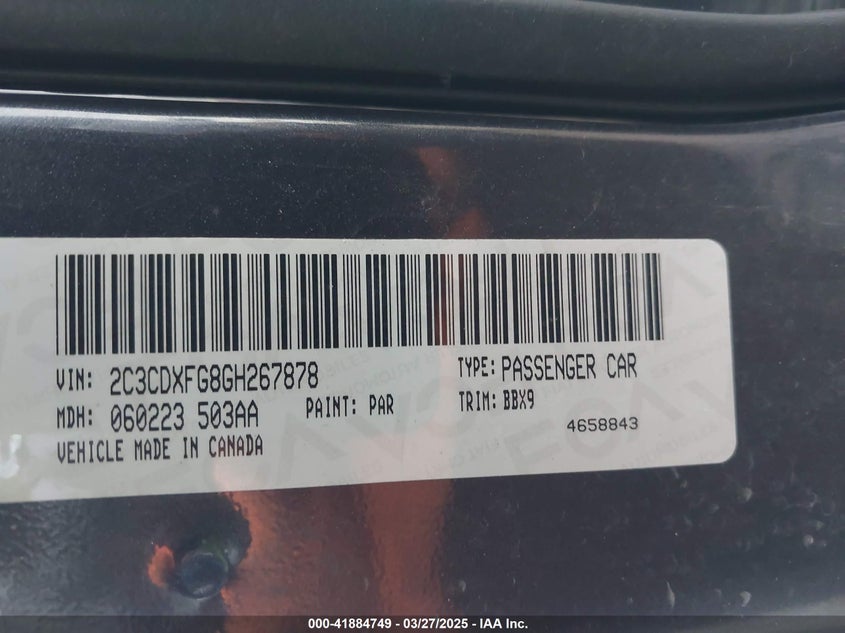 VIN: 2C3CDXFG8GH267878 TYPE: PASSENGER CAR
MDH: 060223 503AA PAINT: PAR TRIM: BBX9
VEHICLE MADE IN CANADA 4658843
000-41884749 — 03/27/2025 — IAA Inc.